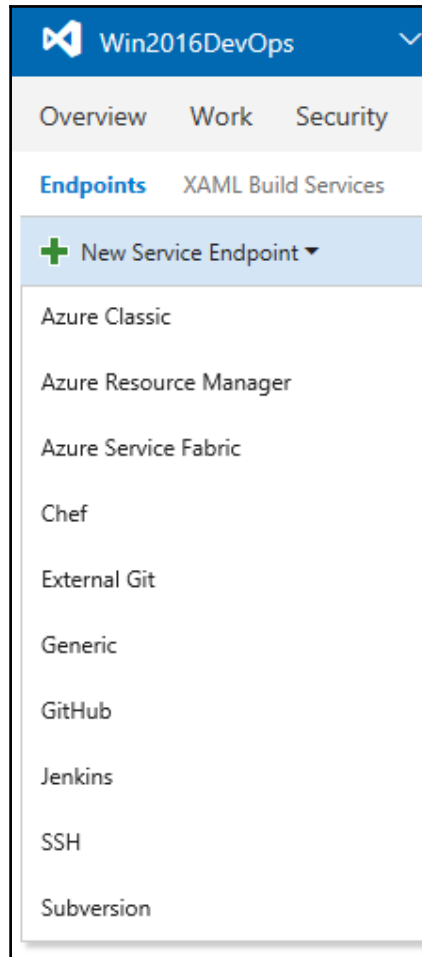 Win2016DevOps
Overview Work Security
Endpoints XAML Build Services
New Service Endpoint
Azure Classic
Azure Resource Manager
Azure Service Fabric
Chef
External Git
Generic
GitHub
Jenkins
SSH
Subversion